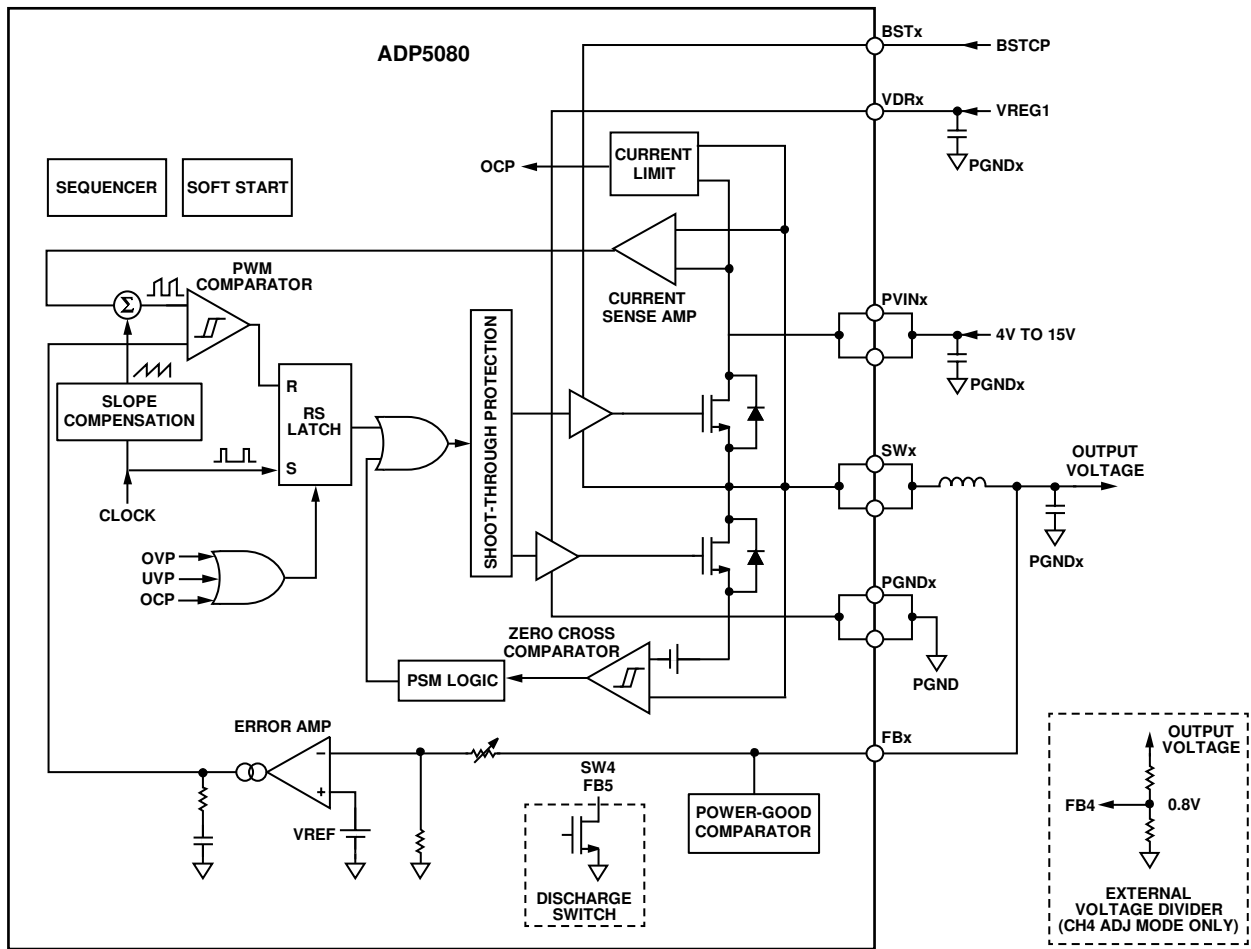 BSTx
BSTCP
ADP5080
VDRx
VREG1
PGNDx
OCP
CURRENT
LIMIT
SEQUENCER
SOFT START
PWM
COMPARATOR
Σ
CURRENT
SENSE AMP
PVINx
4V TO 15V
PGNDx
SLOPE
COMPENSATION
R
RS
LATCH
S
SHOOT-THROUGH PROTECTION
SWx
OUTPUT
VOLTAGE
PGNDx
CLOCK
OVP
UVP
OCP
PGNDx
PGND
ZERO CROSS
COMPARATOR
PSM LOGIC
ERROR AMP
−
+
VREF
FBx
SW4
FB5
DISCHARGE
SWITCH
POWER-GOOD
COMPARATOR
OUTPUT
VOLTAGE
FB4
0.8V
EXTERNAL
VOLTAGE DIVIDER
(CH4 ADJ MODE ONLY)